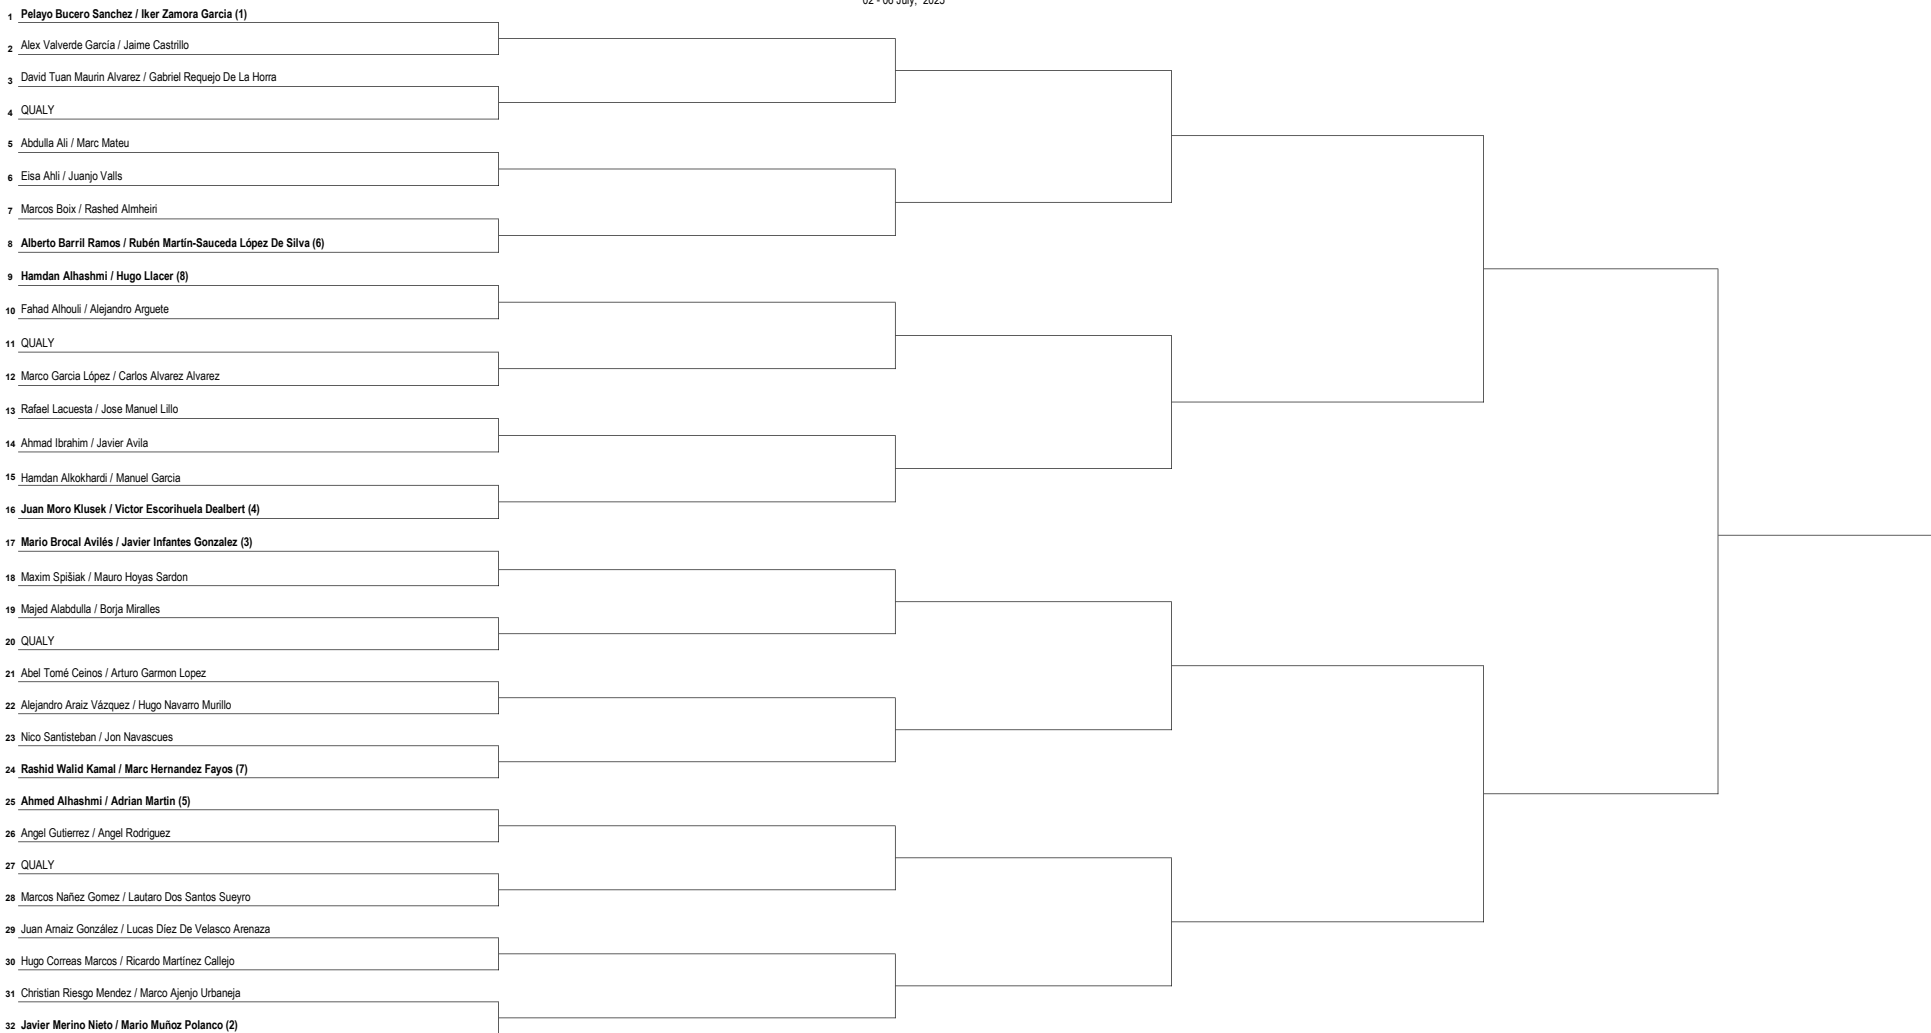 02 - 06 July, 2025
1 Pelayo Bucero Sanchez / Iker Zamora Garcia (1)
2 Alex Valverde García / Jaime Castrillo
3 David Tuan Maurin Alvarez / Gabriel Requejo De La Horra
4 QUALY
5 Abdulla Ali / Marc Mateu
6 Eisa Ahli / Juanjo Valls
7 Marcos Boix / Rashed Almheiri
8 Alberto Barril Ramos / Rubén Martín-Sauceda López De Silva (6)
9 Hamdan Alhashmi / Hugo Llacer (8)
10 Fahad Alhouli / Alejandro Arguete
11 QUALY
12 Marco Garcia López / Carlos Alvarez Alvarez
13 Rafael Lacuesta / Jose Manuel Lillo
14 Ahmad Ibrahim / Javier Avila
15 Hamdan Alkokhardi / Manuel Garcia
16 Juan Moro Klusek / Victor Escorihuela Dealbert (4)
17 Mario Brocal Avilés / Javier Infantes Gonzalez (3)
18 Maxim Spišiak / Mauro Hoyas Sardon
19 Majed Alabdulla / Borja Miralles
20 QUALY
21 Abel Tomé Ceinos / Arturo Garmon Lopez
22 Alejandro Araiz Vázquez / Hugo Navarro Murillo
23 Nico Santisteban / Jon Navascues
24 Rashid Walid Kamal / Marc Hernandez Fayos (7)
25 Ahmed Alhashmi / Adrian Martin (5)
26 Angel Gutierrez / Angel Rodriguez
27 QUALY
28 Marcos Nañez Gomez / Lautaro Dos Santos Sueyro
29 Juan Arnaiz González / Lucas Díez De Velasco Arenaza
30 Hugo Correas Marcos / Ricardo Martínez Callejo
31 Christian Riesgo Mendez / Marco Ajenjo Urbaneja
32 Javier Merino Nieto / Mario Muñoz Polanco (2)